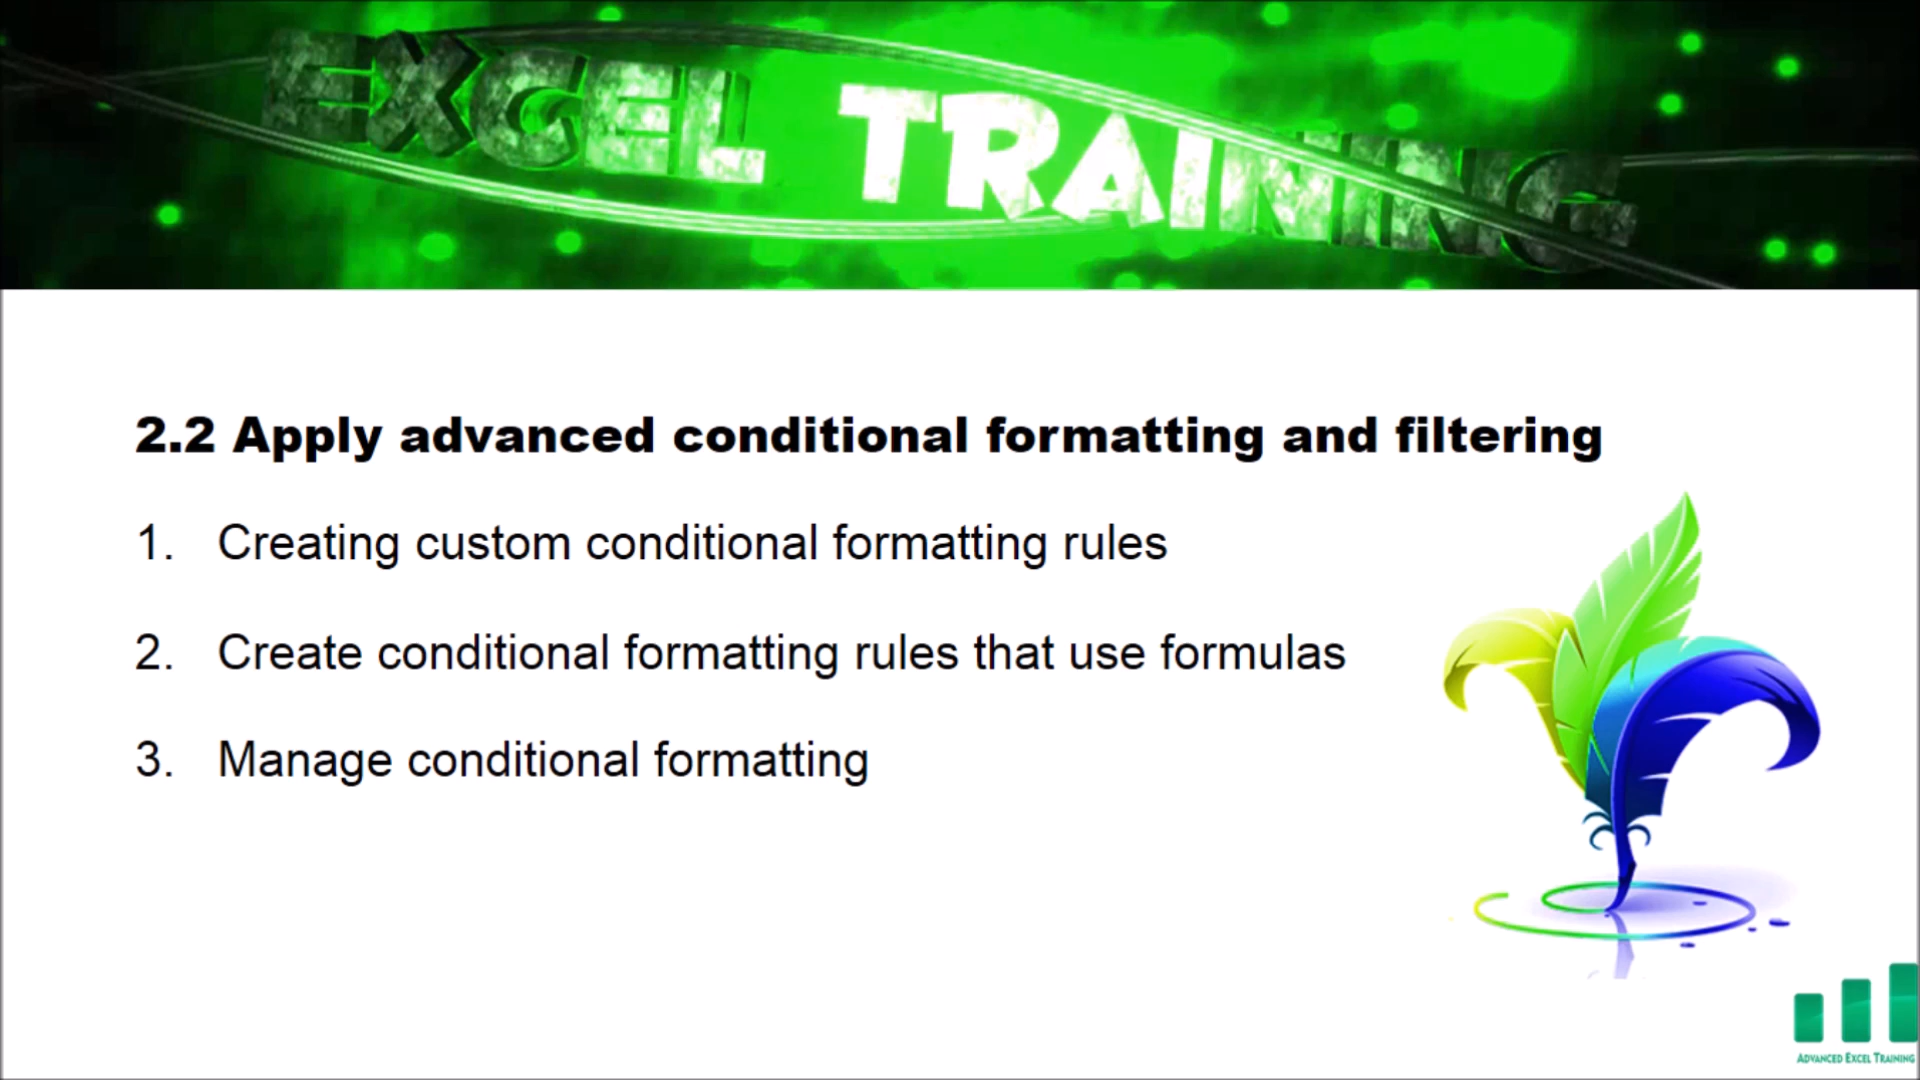 EXCEL TRAINING
2.2 Apply advanced conditional formatting and filtering
1. Creating custom conditional formatting rules
2. Create conditional formatting rules that use formulas
3. Manage conditional formatting
ADVANCED EXCEL TRAINING